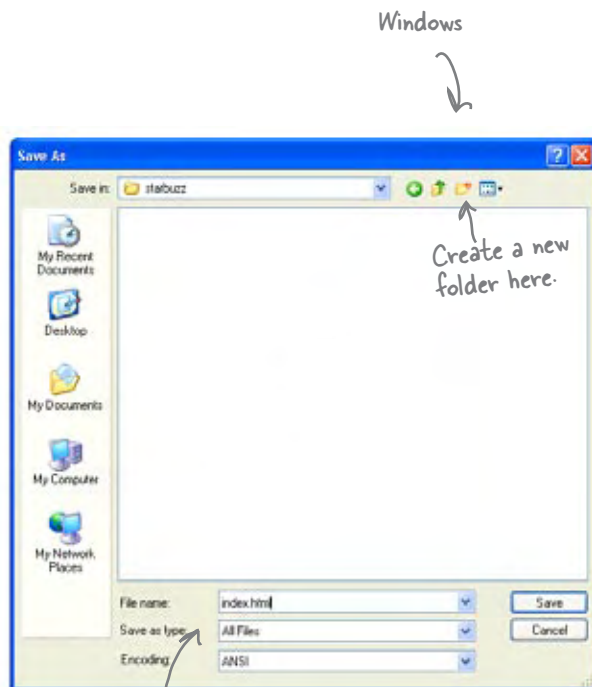 Windows
Save As
Save in:
starbuzz
Create a new
folder here.
My Recent
Documents
Desktop
My Documents
My Computer
My Network
Places
File name:
index.html
Save
Save as type:
All Files
Cancel
Encoding:
ANSI